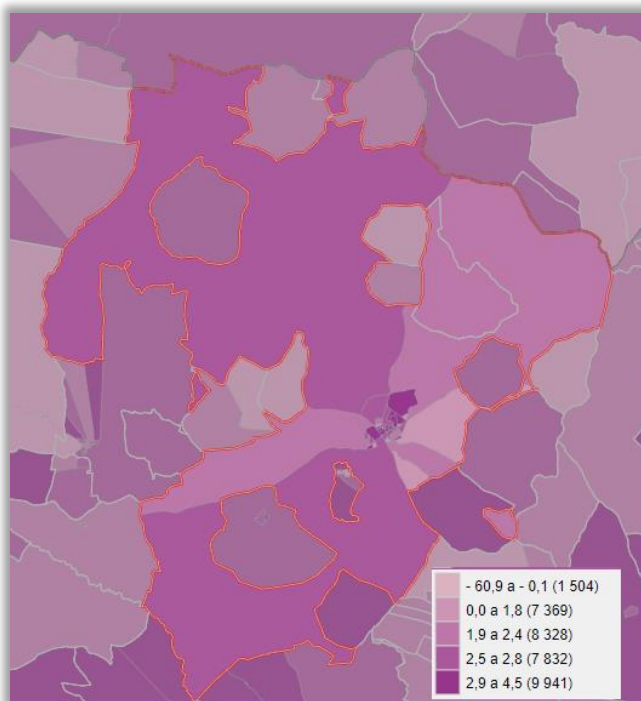 - 60,9 a - 0,1 (1 504)
0,0 a 1,8 (7 369)
1,9 a 2,4 (8 328)
2,5 a 2,8 (7 832)
2,9 a 4,5 (9 941)